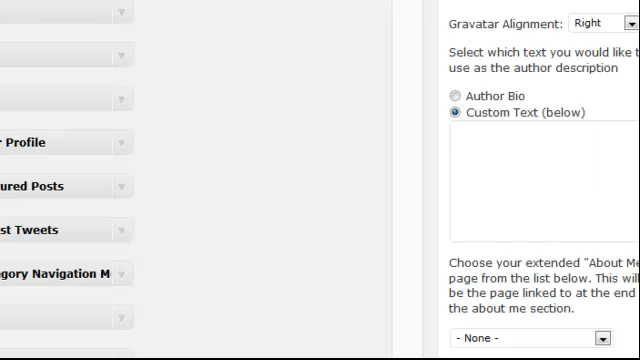 Gravatar Alignment: Right
Select which text you would like t
use as the author description
Author Bio
Custom Text (below)
r Profile
ured Posts
st Tweets
egory Navigation M
Choose your extended "About Me
page from the list below. This will
be the page linked to at the end
the about me section.
- None -